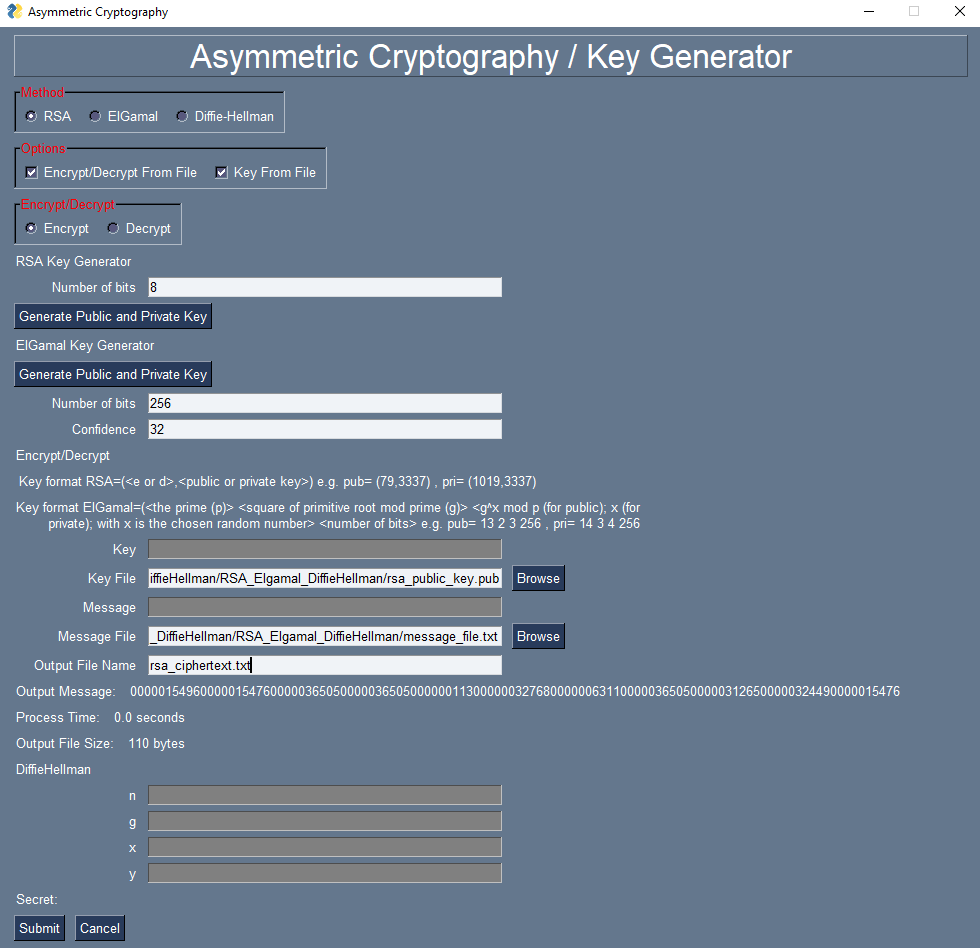 Asymmetric Cryptography
Asymmetric Cryptography / Key Generator
Method
RSA ElGamal Diffie-Hellman
Options
Encrypt/Decrypt From File Key From File
Encrypt/Decrypt
Encrypt Decrypt
RSA Key Generator
Number of bits 8
Generate Public and Private Key
ElGamal Key Generator
Generate Public and Private Key
Number of bits 256
Confidence 32
Encrypt/Decrypt
Key format RSA=(<e or d>,<public or private key>) e.g. pub= (79,3337) , pri= (1019,3337)
Key format ElGamal=(<the prime (p)> <square of primitive root mod prime (g)> <g^x mod p (for public); x (for
private); with x is the chosen random number> <number of bits> e.g. pub= 13 2 3 256 , pri= 14 3 4 256
Key
Key File iffieHellman/RSA_Elgamal_DiffieHellman/rsa_public_key.pub Browse
Message
Message File _DiffieHellman/RSA_Elgamal_DiffieHellman/message_file.txt Browse
Output File Name rsa_ciphertext.txt
Output Message: 0000015496000001547600000365050000036505000000011300000003276800000063110000036505000003126500000324490000015476
Process Time: 0.0 seconds
Output File Size: 110 bytes
DiffieHellman
n
g
x
y
Secret:
Submit Cancel